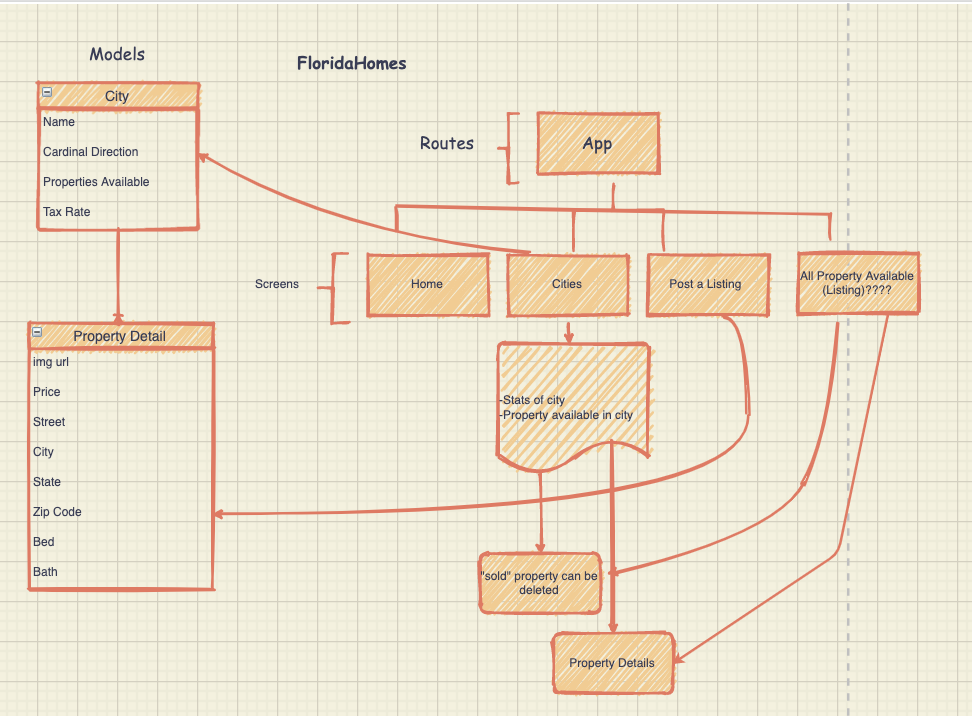 Models
FloridaHomes
City
Name
Cardinal Direction
Properties Available
Tax Rate
Routes
App
Screens
Home
Cities
Post a Listing
All Property Available
(Listing)????
Property Detail
img url
Price
Street
City
State
Zip Code
Bed
Bath
-Stats of city
-Property available in city
"sold" property can be
deleted
Property Details